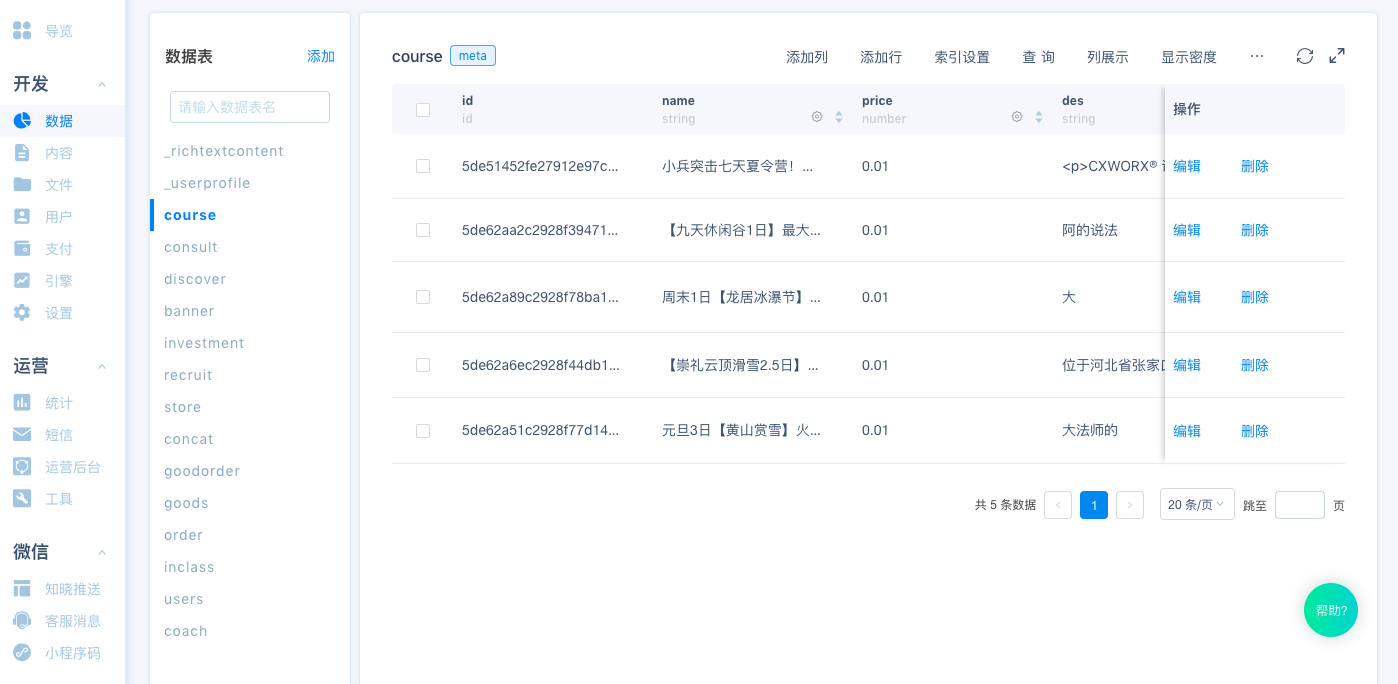 导览
开发
数据
内容
文件
用户
支付
引擎
设置
运营
统计
短信
运营后台
工具
微信
知晓推送
客服消息
小程序码
数据表 添加
请输入数据表名
_richtextcontent
_userprofile
course
consult
discover
banner
investment
recruit
store
concat
goodorder
goods
order
inclass
users
coach
course meta 添加列 添加行 索引设置 查 询 列展示 显示密度 ···
id name price des 操作
id string number string
5de51452fe27912e97c... 小兵突击七天夏令营！... 0.01 <p>CXWORX® 编辑 删除
5de62aa2c2928f39471... 【九天休闲谷1日】最大... 0.01 阿的说法 编辑 删除
5de62a89c2928f78ba1... 周末1日【龙居冰瀑节】... 0.01 大 编辑 删除
5de62a6ec2928f44db1... 【崇礼云顶滑雪2.5日】... 0.01 位于河北省张家口 编辑 删除
5de62a51c2928f77d14... 元旦3日【黄山赏雪】火... 0.01 大法师的 编辑 删除
共 5 条数据 < 1 > 20 条/页 跳至 页
帮助?